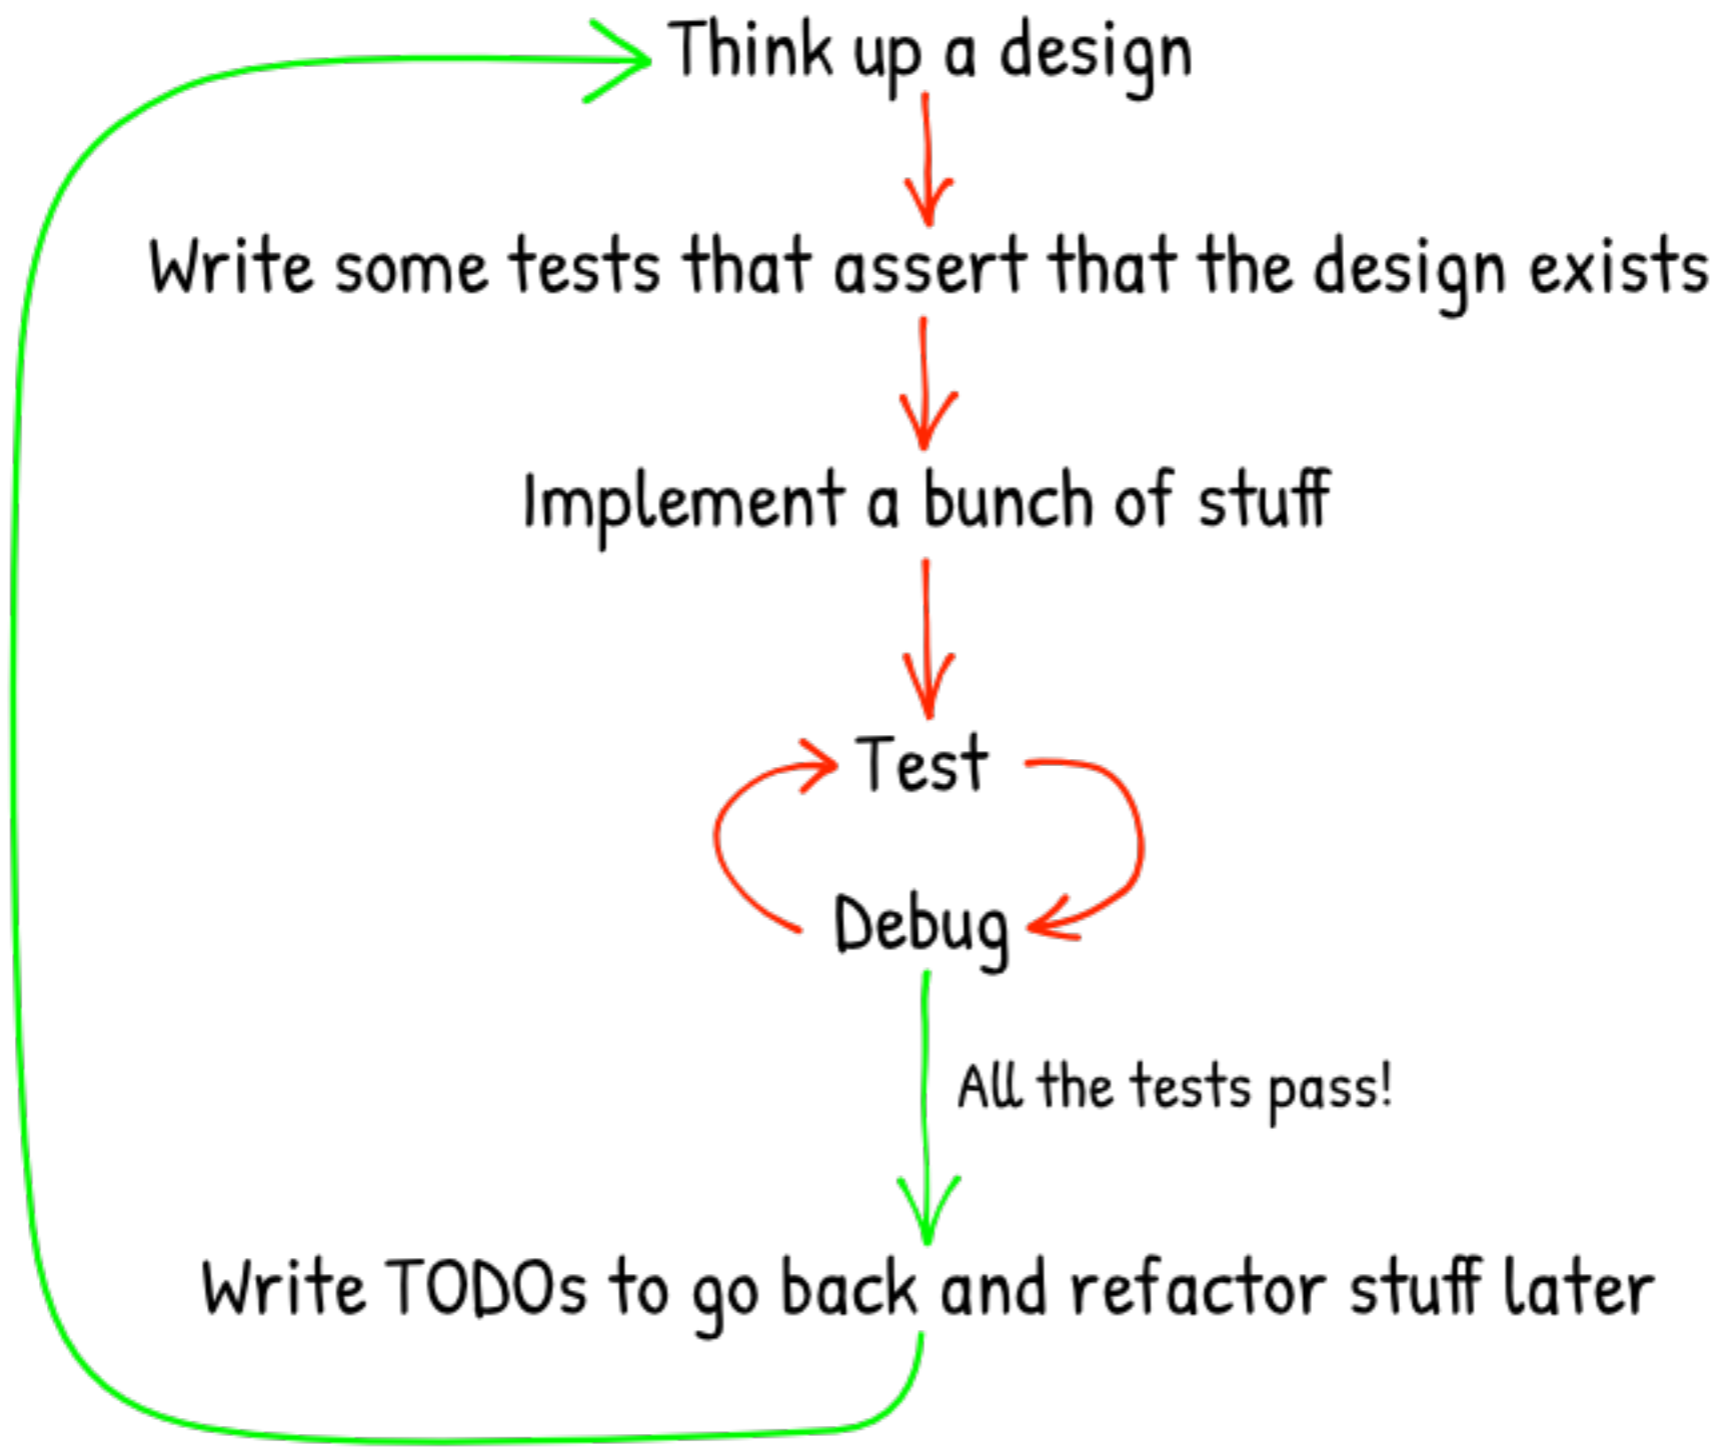 Think up a design
Write some tests that assert that the design exists
Implement a bunch of stuff
Test
Debug
All the tests pass!
Write TODOs to go back and refactor stuff later